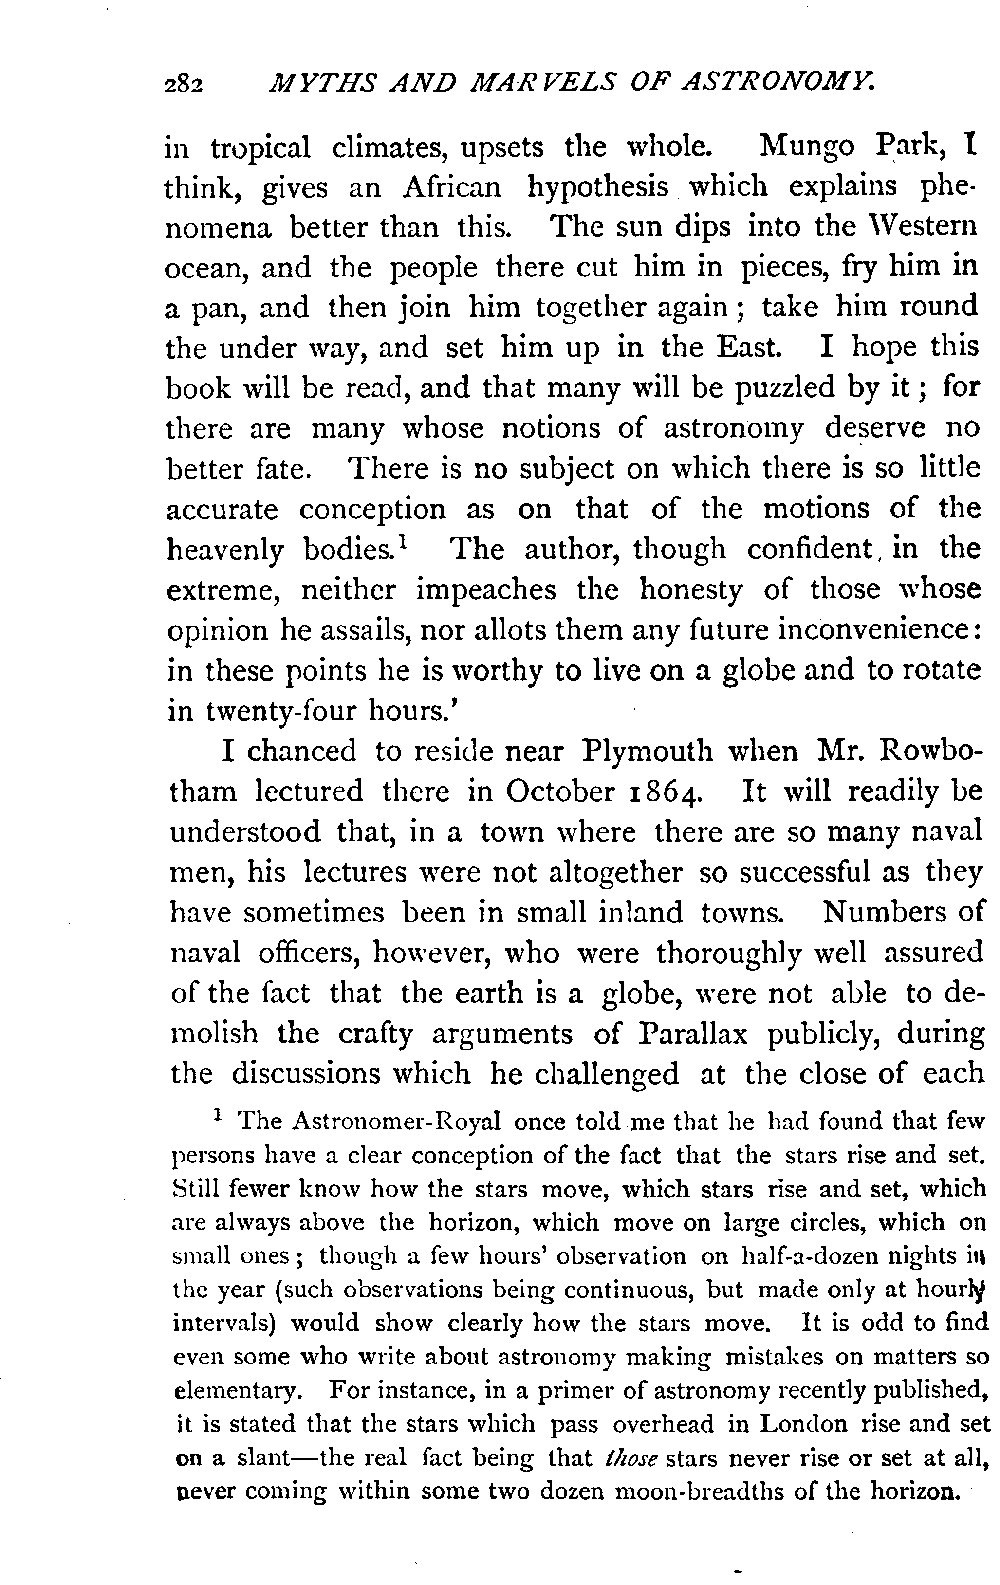 282 MYTHS AND MARVELS OF ASTRONOMY.
in tropical climates, upsets the whole. Mungo Park, I
think, gives an African hypothesis which explains phe-
nomena better than this. The sun dips into the Western
ocean, and the people there cut him in pieces, fry him in
a pan, and then join him together again ; take him round
the under way, and set him up in the East. I hope this
book will be read, and that many will be puzzled by it ; for
there are many whose notions of astronomy deserve no
better fate. There is no subject on which there is so little
accurate conception as on that of the motions of the
heavenly bodies.¹ The author, though confident, in the
extreme, neither impeaches the honesty of those whose
opinion he assails, nor allots them any future inconvenience:
in these points he is worthy to live on a globe and to rotate
in twenty-four hours.'
I chanced to reside near Plymouth when Mr. Rowbo-
tham lectured there in October 1864. It will readily be
understood that, in a town where there are so many naval
men, his lectures were not altogether so successful as they
have sometimes been in small inland towns. Numbers of
naval officers, however, who were thoroughly well assured
of the fact that the earth is a globe, were not able to de-
molish the crafty arguments of Parallax publicly, during
the discussions which he challenged at the close of each
¹ The Astronomer-Royal once told me that he had found that few
persons have a clear conception of the fact that the stars rise and set.
Still fewer know how the stars move, which stars rise and set, which
are always above the horizon, which move on large circles, which on
small ones ; though a few hours' observation on half-a-dozen nights in
the year (such observations being continuous, but made only at hourly
intervals) would show clearly how the stars move. It is odd to find
even some who write about astronomy making mistakes on matters so
elementary. For instance, in a primer of astronomy recently published,
it is stated that the stars which pass overhead in London rise and set
on a slant—the real fact being that those stars never rise or set at all,
never coming within some two dozen moon-breadths of the horizon.